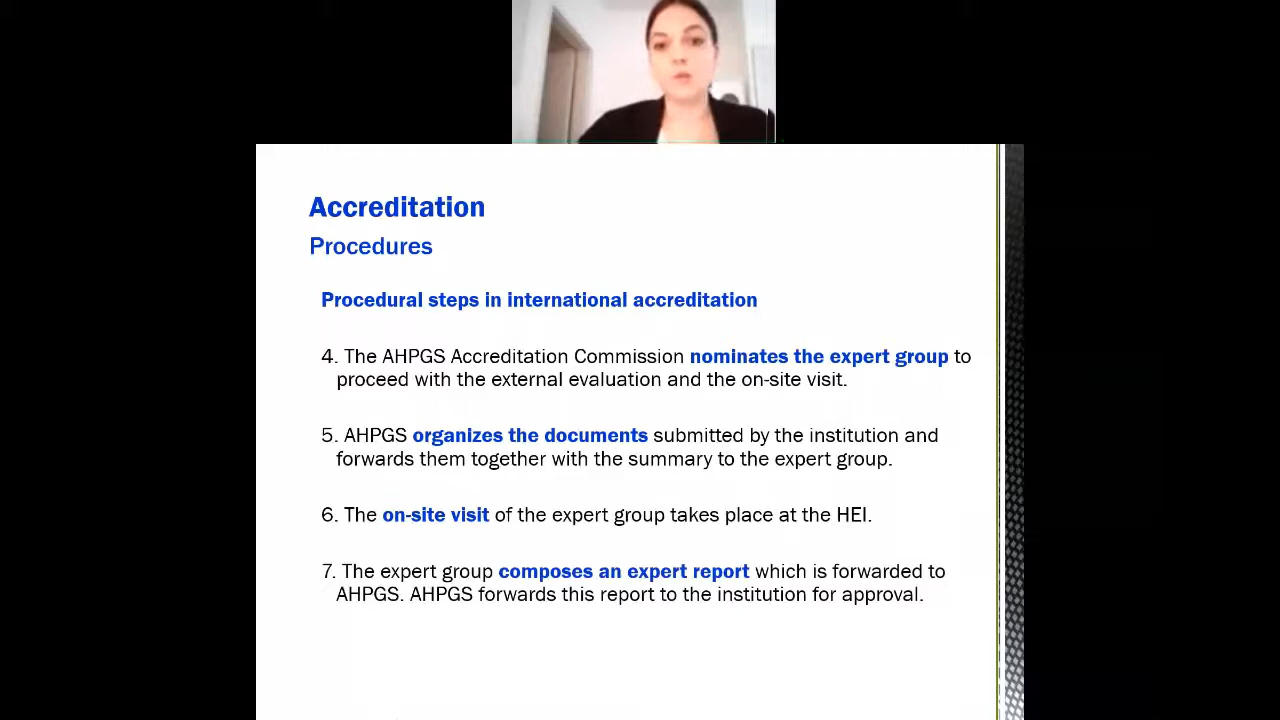 Accreditation
Procedures
Procedural steps in international accreditation
4. The AHPGS Accreditation Commission nominates the expert group to
proceed with the external evaluation and the on-site visit.
5. AHPGS organizes the documents submitted by the institution and
forwards them together with the summary to the expert group.
6. The on-site visit of the expert group takes place at the HEI.
7. The expert group composes an expert report which is forwarded to
AHPGS. AHPGS forwards this report to the institution for approval.